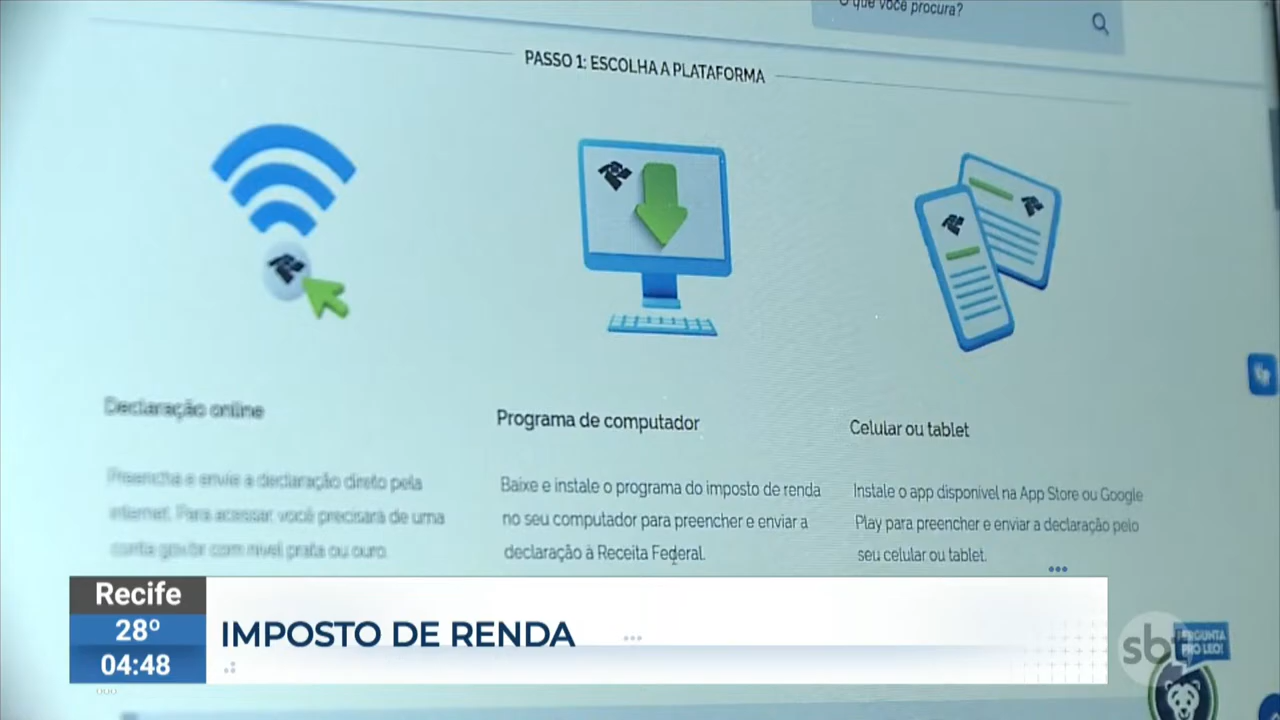 O que você procura?
PASSO 1: ESCOLHA A PLATAFORMA
Declaração online
Programa de computador
Celular ou tablet
Preencha e envie a declaração direto pela
internet. Para acessar, você precisará de uma
conta gov.br com nível prata ou ouro.
Baixe e instale o programa do imposto de renda
no seu computador para preencher e enviar a
declaração à Receita Federal.
Instale o app disponível na App Store ou Google
Play para preencher e enviar a declaração pelo
seu celular ou tablet.
Recife
28º
04:48
IMPOSTO DE RENDA
sbt
PERGUNTA
PRO LEO!